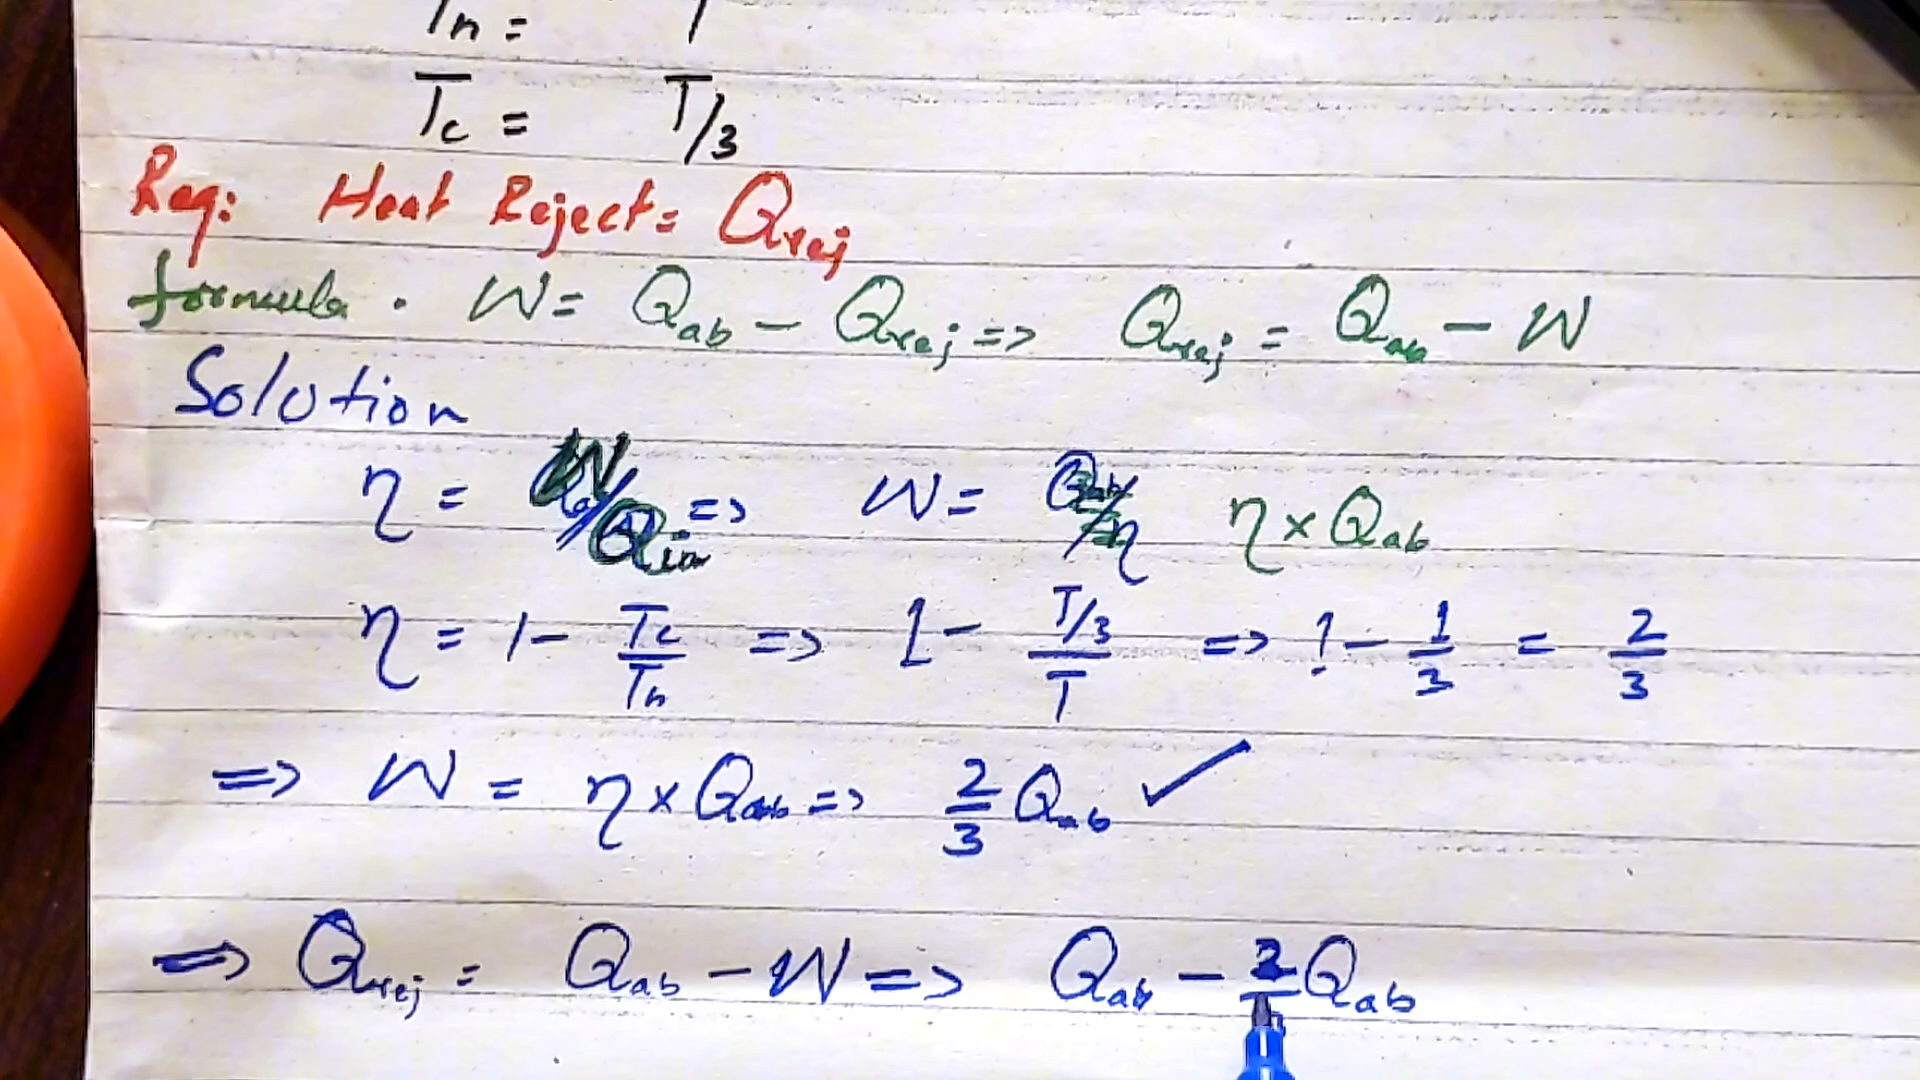 Th = T
Tc = T/3
Req: Heat Reject = Qrej
formula. W = Qab - Qrej => Qrej = Qab - W
Solution
η = W/Qin => W = η x Qab
η = 1 - Tc/Th => 1 - T/3/T => 1 - 1/3 = 2/3
=> W = η x Qab => 2/3 Qab ✓
=> Qrej = Qab - W => Qab - 2 Qab